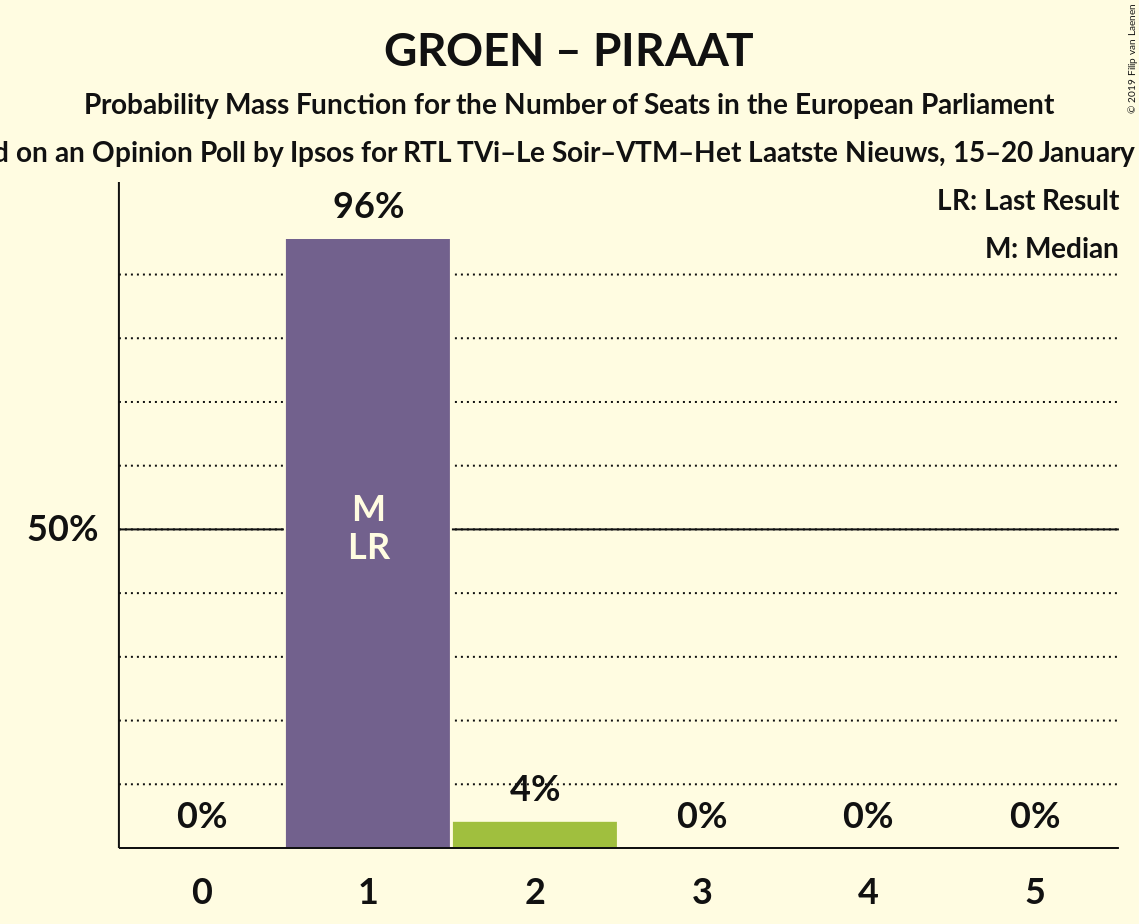 GROEN – PIRAAT
Probability Mass Function for the Number of Seats in the European Parliament
on an Opinion Poll by Ipsos for RTL TVi–Le Soir–VTM–Het Laatste Nieuws, 15–20 January
© 2019 Filip van Laenen
LR: Last Result
M: Median
96%
M
LR
50%
4%
0%
0%
0%
0%
0 1 2 3 4 5